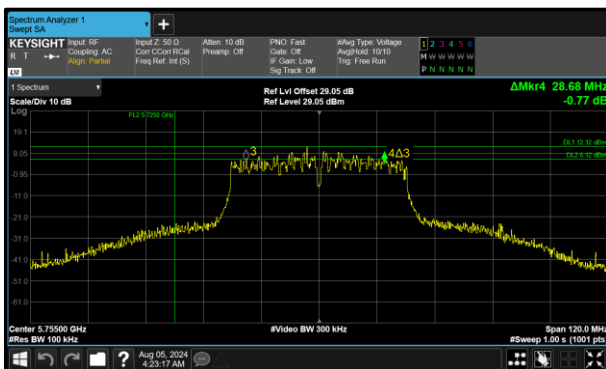 Spectrum Analyzer 1
Swept SA
KEYSIGHT
R T
Input: RF
Coupling: AC
Align: Partial
Input Z: 50 Ω
Corr CCorr RCal
Freq Ref: Int (S)
Atten: 10 dB
Preamp: Off
PNO: Fast
Gate: Off
IF Gain: Low
Sig Track: Off
#Avg Type: Voltage
Avg|Hold: 10/10
Trig: Free Run
1 2 3 4 5 6
M W W W W W
P N N N N N
LXI
1 Spectrum
Scale/Div 10 dB
Ref Lvl Offset 29.05 dB
Ref Level 29.05 dBm
ΔMkr4 28.68 MHz
-0.77 dB
Log
FL2 5.7250 GHz
19.1
9.05
-0.95
-11.0
-21.0
-31.0
-41.0
-51.0
-61.0
3
4Δ3
DL1 12.12 dBm
DL2 6.12 dBm
Center 5.75500 GHz
#Res BW 100 kHz
#Video BW 300 kHz
Span 120.0 MHz
#Sweep 1.00 s (1001 pts)
?
Aug 05, 2024
4:23:17 AM